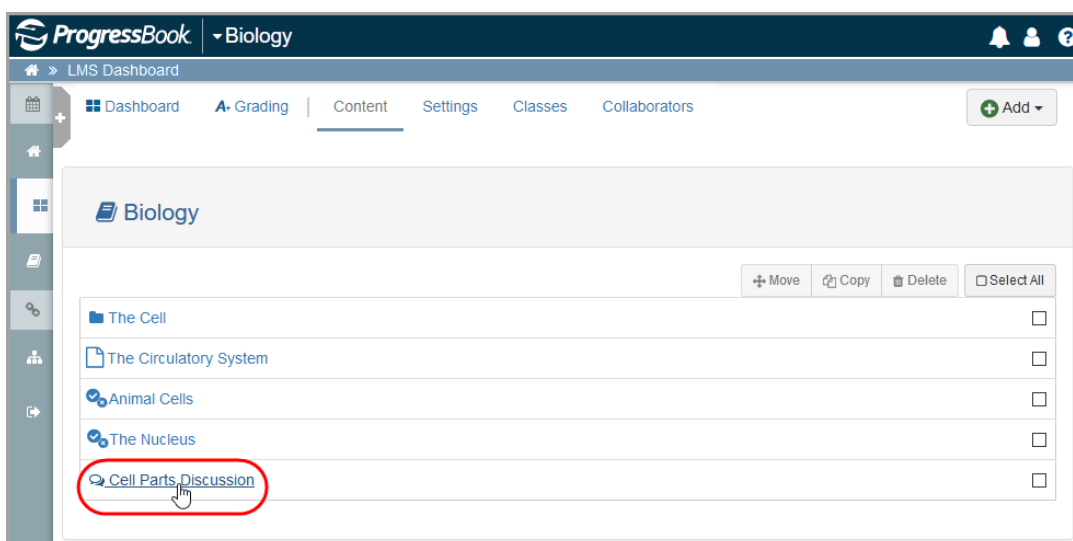 ProgressBook. Biology
» LMS Dashboard
Dashboard A+ Grading | Content Settings Classes Collaborators Add
Biology
Move Copy Delete Select All
The Cell
The Circulatory System
Animal Cells
The Nucleus
Cell Parts Discussion